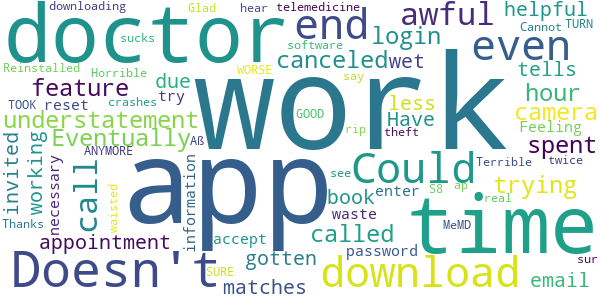 downloading Glad hear telemedicine Cannot TURN
doctor end awful helpful
sucks software login even
Reinstalled Horrible WORSE canceled wet tells
feature due work say hour
TOOK reset crashes try GOOD less camera
understatement Have Feeling
Eventually Aß rip theft spent
ANYMORE app see Could Terrible twice
invited working call necessary waisted information trying
book enter S8 ap real
Thanks waste MeMD time
appointment accept called password sur
Doesn't gotten download email
SURE matches